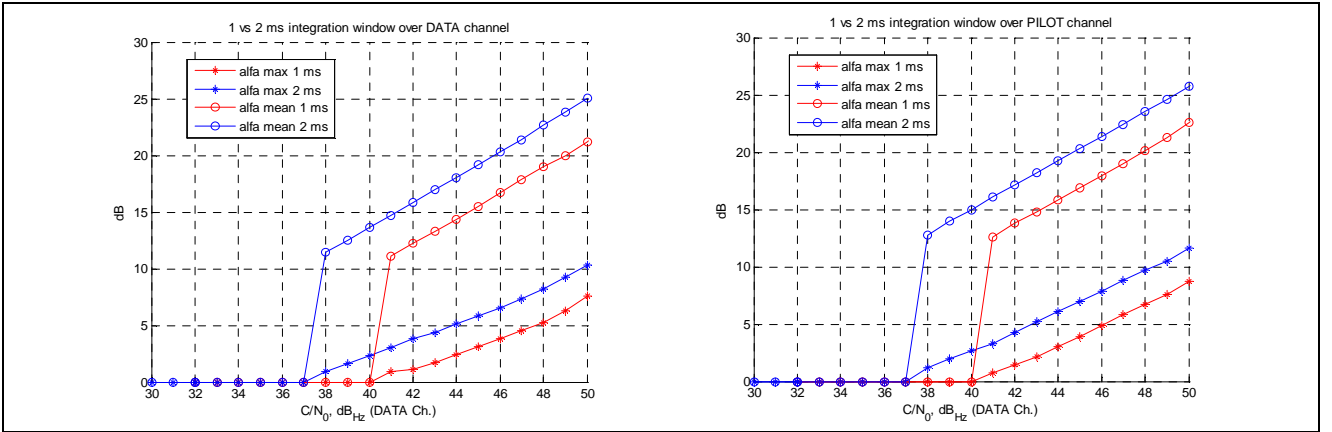 1 vs 2 ms integration window over DATA channel
30
25
20
15
10
5
0
dB
alfa max 1 ms
alfa max 2 ms
alfa mean 1 ms
alfa mean 2 ms
30 32 34 36 38 40 42 44 46 48 50
C/N0, dBHz (DATA Ch.)
1 vs 2 ms integration window over PILOT channel
30
25
20
15
10
5
0
dB
alfa max 1 ms
alfa max 2 ms
alfa mean 1 ms
alfa mean 2 ms
30 32 34 36 38 40 42 44 46 48 50
C/N0, dBHz (DATA Ch.)